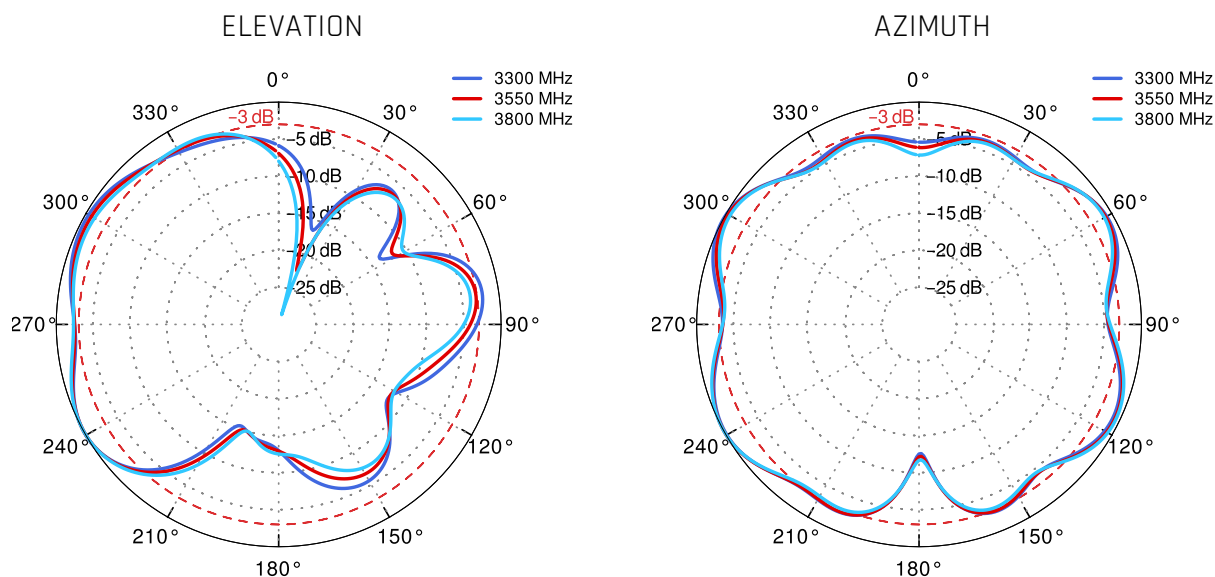 ELEVATION
3300 MHz
3550 MHz
3800 MHz
0°
30°
60°
90°
120°
150°
180°
210°
240°
270°
300°
330°
−3 dB
−5 dB
−10 dB
−15 dB
−20 dB
−25 dB
AZIMUTH
3300 MHz
3550 MHz
3800 MHz
0°
30°
60°
90°
120°
150°
180°
210°
240°
270°
300°
330°
−3 dB
−5 dB
−10 dB
−15 dB
−20 dB
−25 dB